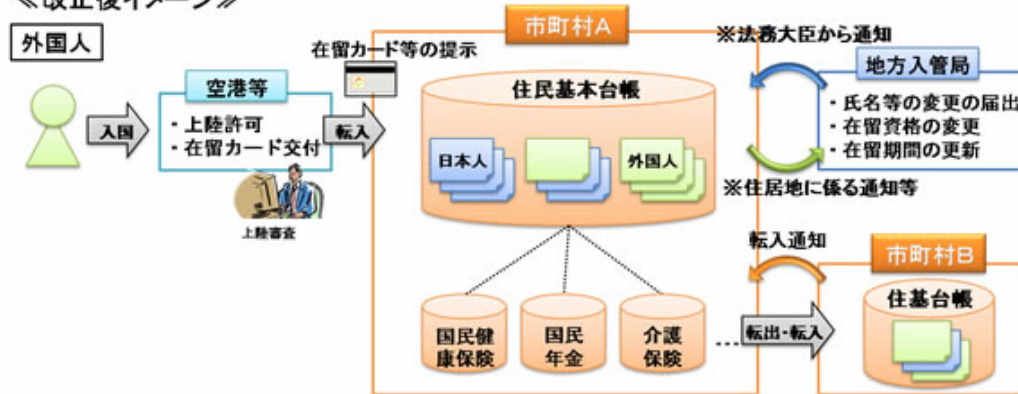 ≪改正後イメージ≫
外国人
入国
空港等
・上陸許可
・在留カード交付
上陸審査
在留カード等の提示
転入
市町村A
住民基本台帳
日本人
外国人
国民健
康保険
国民
年金
介護
保険
※法務大臣から通知
地方入管局
・氏名等の変更の届出
・在留資格の変更
・在留期間の更新
※住居地に係る通知等
転入通知
転出・転入
市町村B
住基台帳